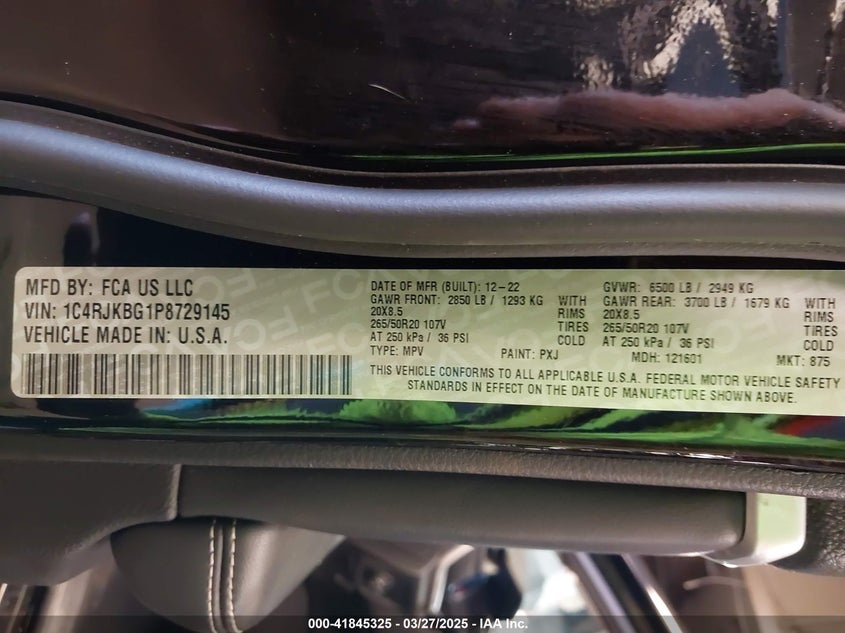 MFD BY: FCA US LLC
VIN: 1C4RJKBG1P8729145
VEHICLE MADE IN: U.S.A.
DATE OF MFR (BUILT): 12-22
GAWR FRONT: 2850 LB / 1293 KG WITH
20X8.5 RIMS
265/50R20 107V TIRES
AT 250 kPa / 36 PSI COLD
TYPE: MPV PAINT: PXJ
GVWR: 6500 LB / 2949 KG
GAWR REAR: 3700 LB / 1679 KG WITH
20X8.5 RIMS
265/50R20 107V TIRES
AT 250 kPa / 36 PSI COLD
MDH: 121601 MKT: 875
THIS VEHICLE CONFORMS TO ALL APPLICABLE U.S.A. FEDERAL MOTOR VEHICLE SAFETY
STANDARDS IN EFFECT ON THE DATE OF MANUFACTURE SHOWN ABOVE.
000-41845325 - 03/27/2025 - IAA Inc.